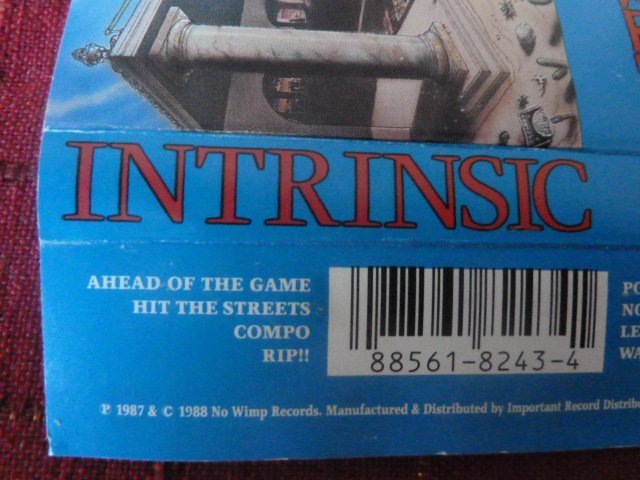 INTRINSIC
AHEAD OF THE GAME
HIT THE STREETS
COMPO
RIP!!
88561-8243-4
℗ 1987 & © 1988 No Wimp Records. Manufactured & Distributed by Important Record